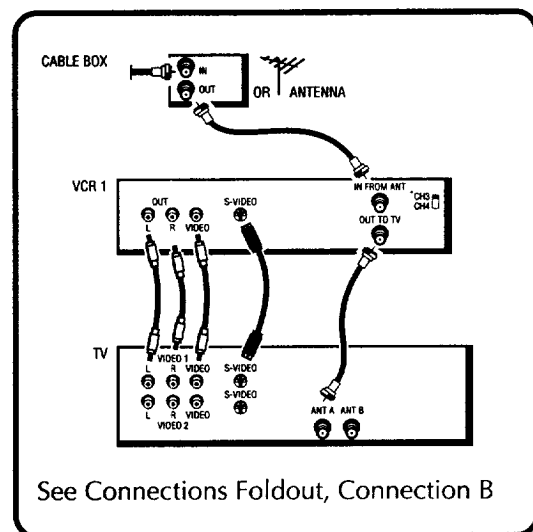 CABLE BOX
IN
OUT
OR ANTENNA
VCR 1
OUT
L R VIDEO
S-VIDEO
IN FROM ANT
CH3
CH4
OUT TO TV
TV
VIDEO 1
L R VIDEO
S-VIDEO
S-VIDEO
L R VIDEO
VIDEO 2
ANT A ANT B
See Connections Foldout, Connection B